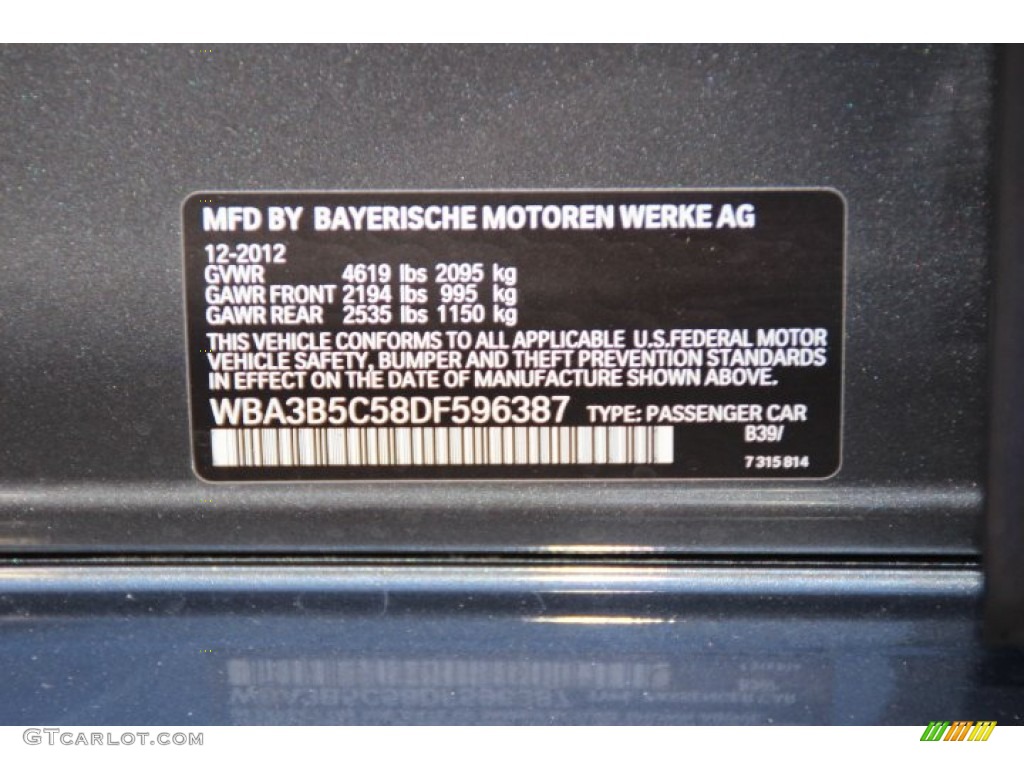 MFD BY BAYERISCHE MOTOREN WERKE AG
12-2012
GVWR 4619 lbs 2095 kg
GAWR FRONT 2194 lbs 995 kg
GAWR REAR 2535 lbs 1150 kg
THIS VEHICLE CONFORMS TO ALL APPLICABLE U.S.FEDERAL MOTOR
VEHICLE SAFETY, BUMPER AND THEFT PREVENTION STANDARDS
IN EFFECT ON THE DATE OF MANUFACTURE SHOWN ABOVE.
WBA3B5C58DF596387 TYPE: PASSENGER CAR
B39/
7 315 814
GTcarlot.com